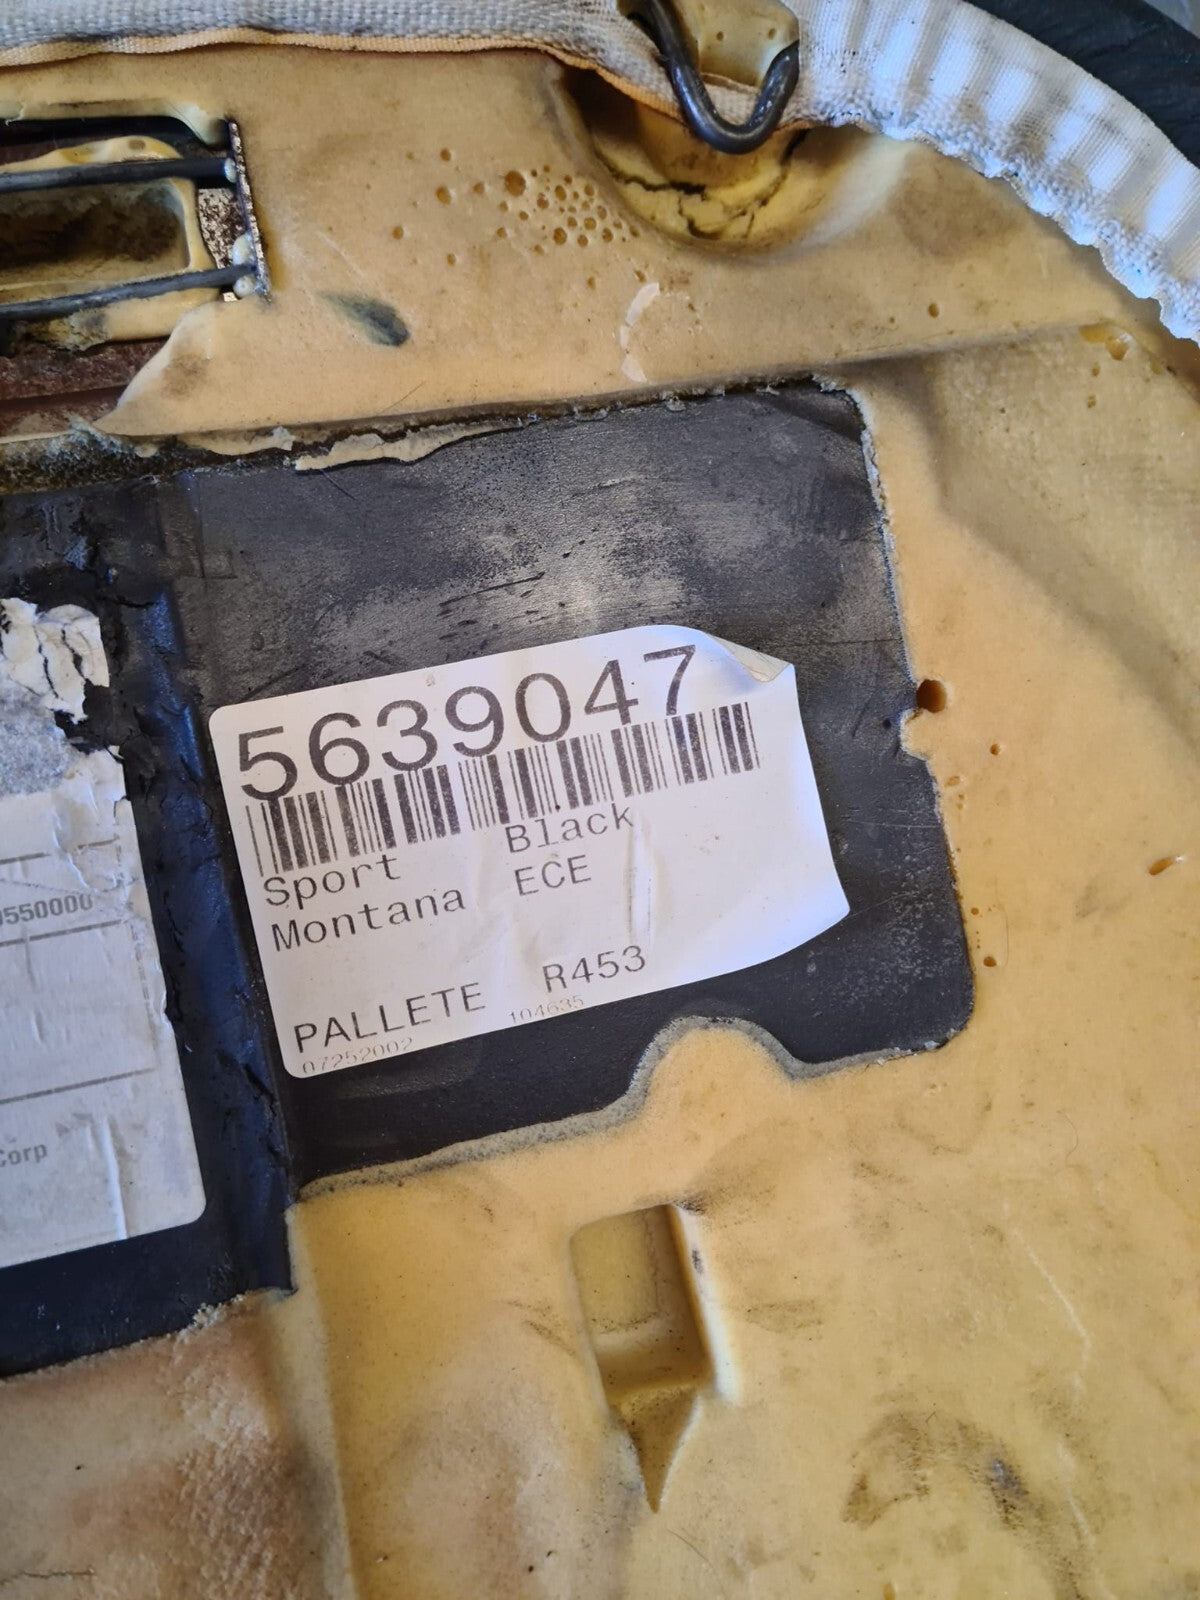 5639047
Sport Black
Montana ECE
PALLETE R453
07252002 104635
550000
Corp